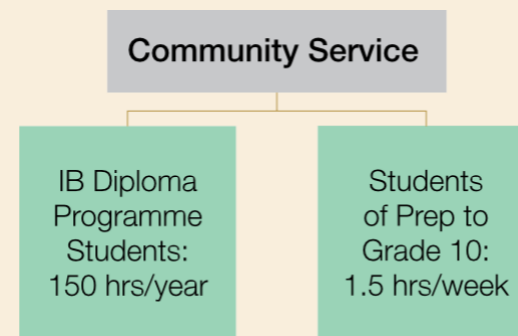 Community Service
IB Diploma
Programme
Students:
150 hrs/year
Students
of Prep to
Grade 10:
1.5 hrs/week